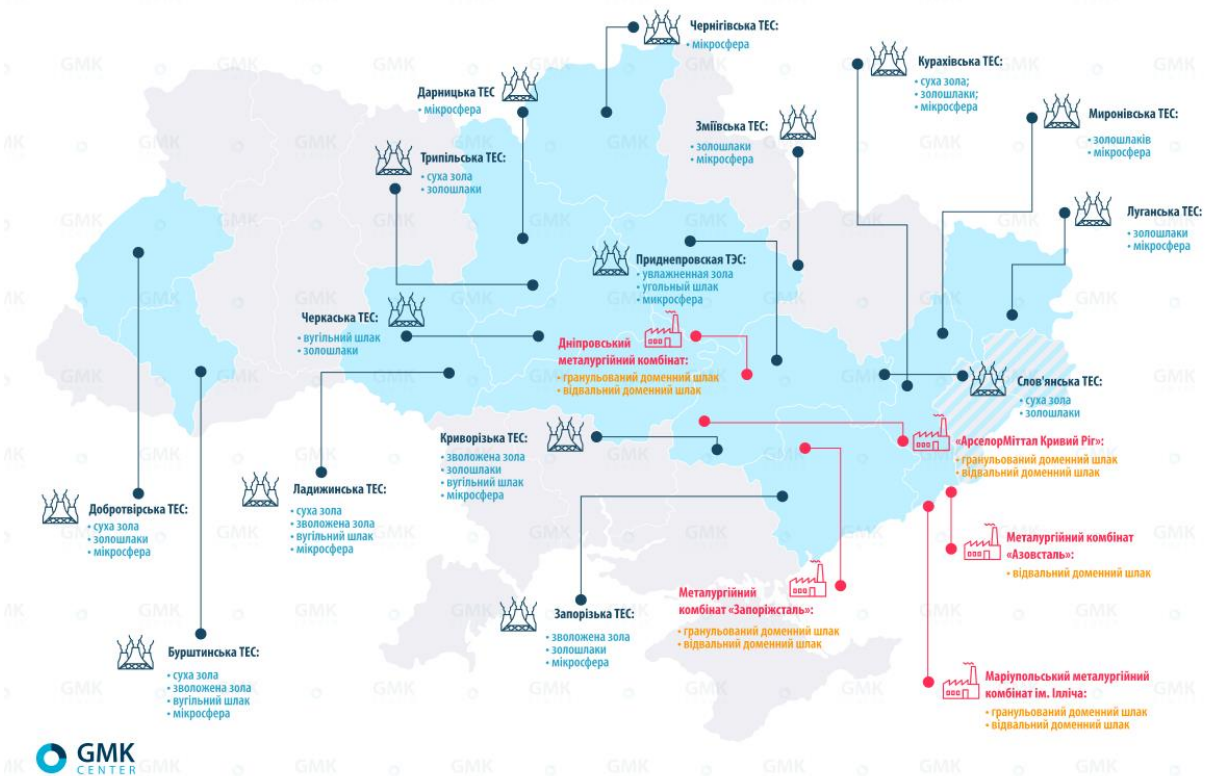 Чернігівська ТЕС:
• мікросфера
Дарницька ТЕС
• мікросфера
Трипільська ТЕС:
• суха зола
• золошлаки
Зміївська ТЕС:
• золошлаки
• мікросфера
Курахівська ТЕС:
• суха зола;
• золошлаки;
• мікросфера
Миронівська ТЕС:
• золошлаків
• мікросфера
Луганська ТЕС:
• золошлаки
• мікросфера
Приднепровская ТЭС:
• увлажненная зола
• угольный шлак
• микросфера
Черкаська ТЕС:
• вугільний шлак
• золошлаки
Дніпровський
металургійний комбінат:
• гранульований доменний шлак
• відвальний доменний шлак
Слов'янська ТЕС:
• суха зола
• золошлаки
Криворізька ТЕС:
• зволожена зола
• золошлаки
• вугільний шлак
• мікросфера
«АрселорМіттал Кривий Ріг»:
• гранульований доменний шлак
• відвальний доменний шлак
Ладижинська ТЕС:
• суха зола
• зволожена зола
• вугільний шлак
• мікросфера
Добротвірська ТЕС:
• суха зола
• золошлаки
• мікросфера
Металургійний комбінат
«Азовсталь»:
• відвальний доменний шлак
Металургійний
комбінат «Запоріжсталь»:
• гранульований доменний шлак
• відвальний доменний шлак
Запорізька ТЕС:
• зволожена зола
• золошлаки
• мікросфера
Бурштинська ТЕС:
• суха зола
• зволожена зола
• вугільний шлак
• мікросфера
Маріупольський металургійний
комбінат ім. Ілліча:
• гранульований доменний шлак
• відвальний доменний шлак
GMK
CENTER